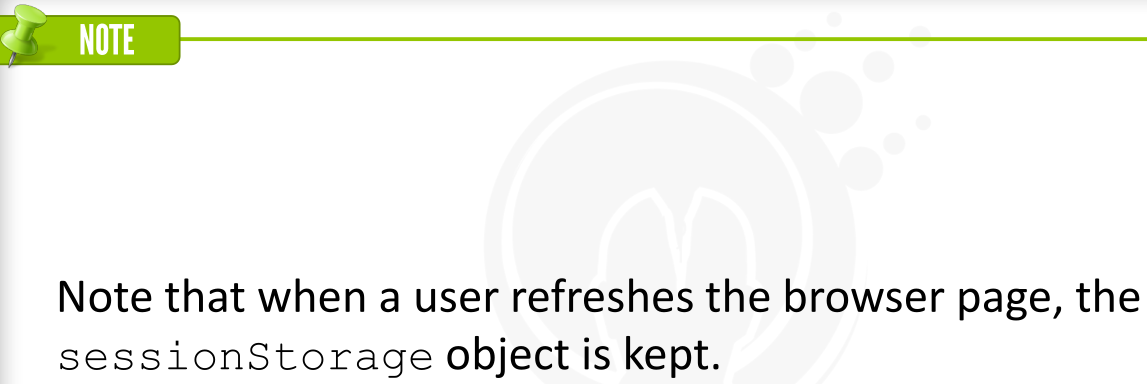 NOTE
Note that when a user refreshes the browser page, the
sessionStorage object is kept.